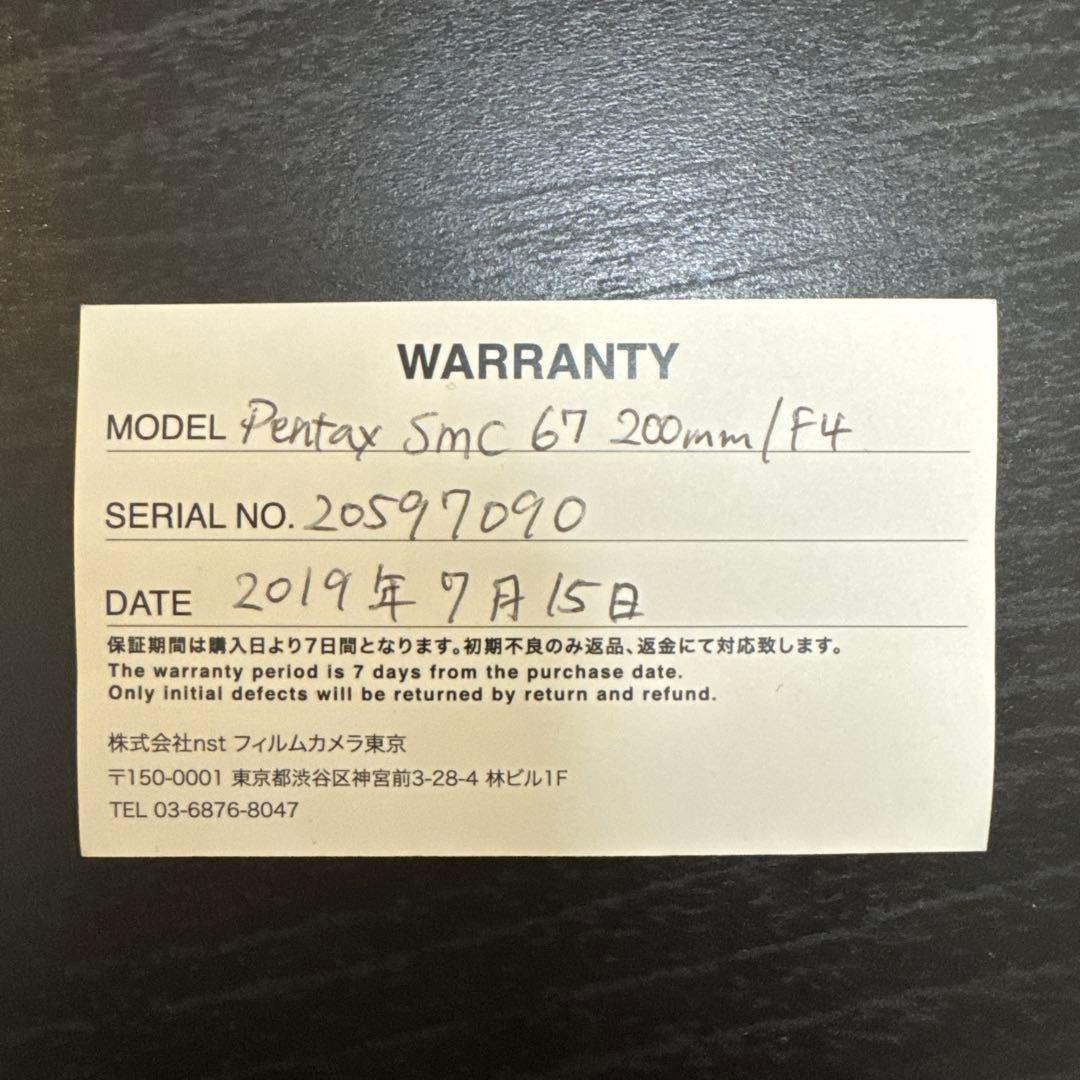 WARRANTY
MODEL Pentax SMC 67 200mm/F4
SERIAL NO. 20597090
DATE 2019年7月15日
保証期間は購入日より7日間となります。初期不良のみ返品、返金にて対応致します。
The warranty period is 7 days from the purchase date.
Only initial defects will be returned by return and refund.
株式会社nst フィルムカメラ東京
〒150-0001 東京都渋谷区神宮前3-28-4 林ビル1F
TEL 03-6876-8047